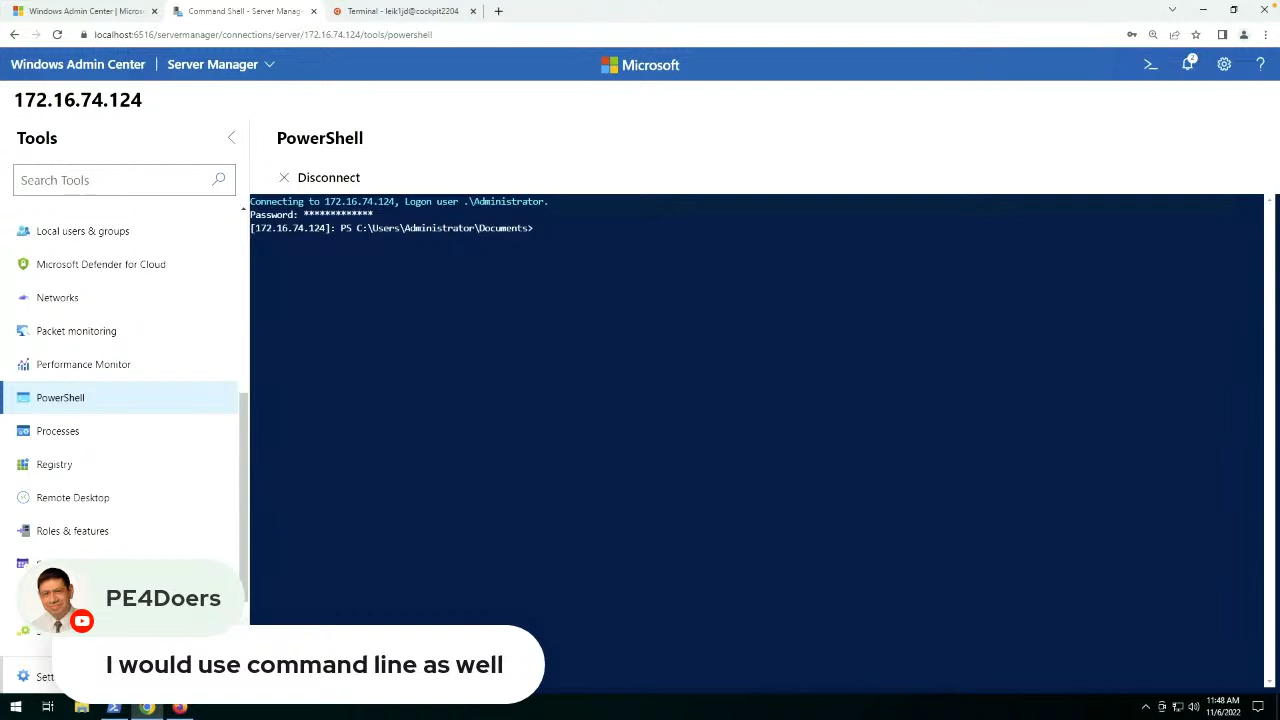 Windows Admin Center | Microsoft
Command Shell - Server Manage
Terminal - leik1jd@cockpit2204
localhost:6516/servermanager/connections/server/172.16.74.124/tools/powershell
Windows Admin Center | Server Manager
Microsoft
2
172.16.74.124
Tools
PowerShell
Search Tools
Disconnect
Connecting to 172.16.74.124, Logon user .\Administrator.
Password: *************
[172.16.74.124]: PS C:\Users\Administrator\Documents>
Local users & groups
Microsoft Defender for Cloud
Networks
Packet monitoring
Performance Monitor
PowerShell
Processes
Registry
Remote Desktop
Roles & features
PE4Doers
I would use command line as well
11:48 AM
11/6/2022